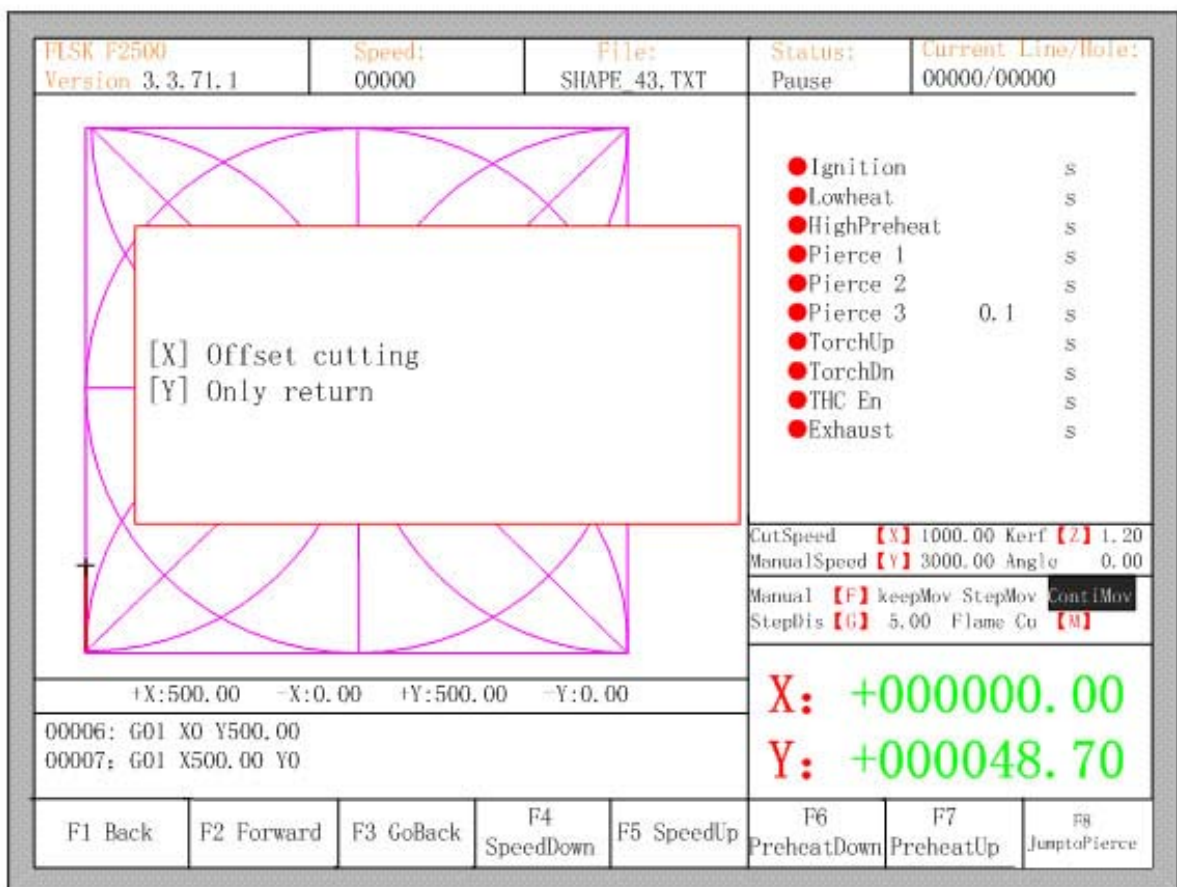 FLSK F2500
Version 3.3.71.1
Speed:
00000
File:
SHAPE_43.TXT
Status:
Pause
Current Line/Hole:
00000/00000
[X] Offset cutting
[Y] Only return
Ignition s
Lowheat s
HighPreheat s
Pierce 1 s
Pierce 2 s
Pierce 3 0.1 s
TorchUp s
TorchDn s
THC En s
Exhaust s
CutSpeed 【X】 1000.00 Kerf 【Z】 1.20
ManualSpeed 【Y】 3000.00 Angle 0.00
Manual 【F】 keepMov StepMov ContiMov
StepDis 【G】 5.00 Flame Cu 【M】
+X:500.00 -X:0.00 +Y:500.00 -Y:0.00
00006: G01 X0 Y500.00
00007: G01 X500.00 Y0
X: +000000.00
Y: +000048.70
F1 Back
F2 Forward
F3 GoBack
F4
SpeedDown
F5 SpeedUp
F6
PreheatDown
F7
PreheatUp
F8
JumptoPierce